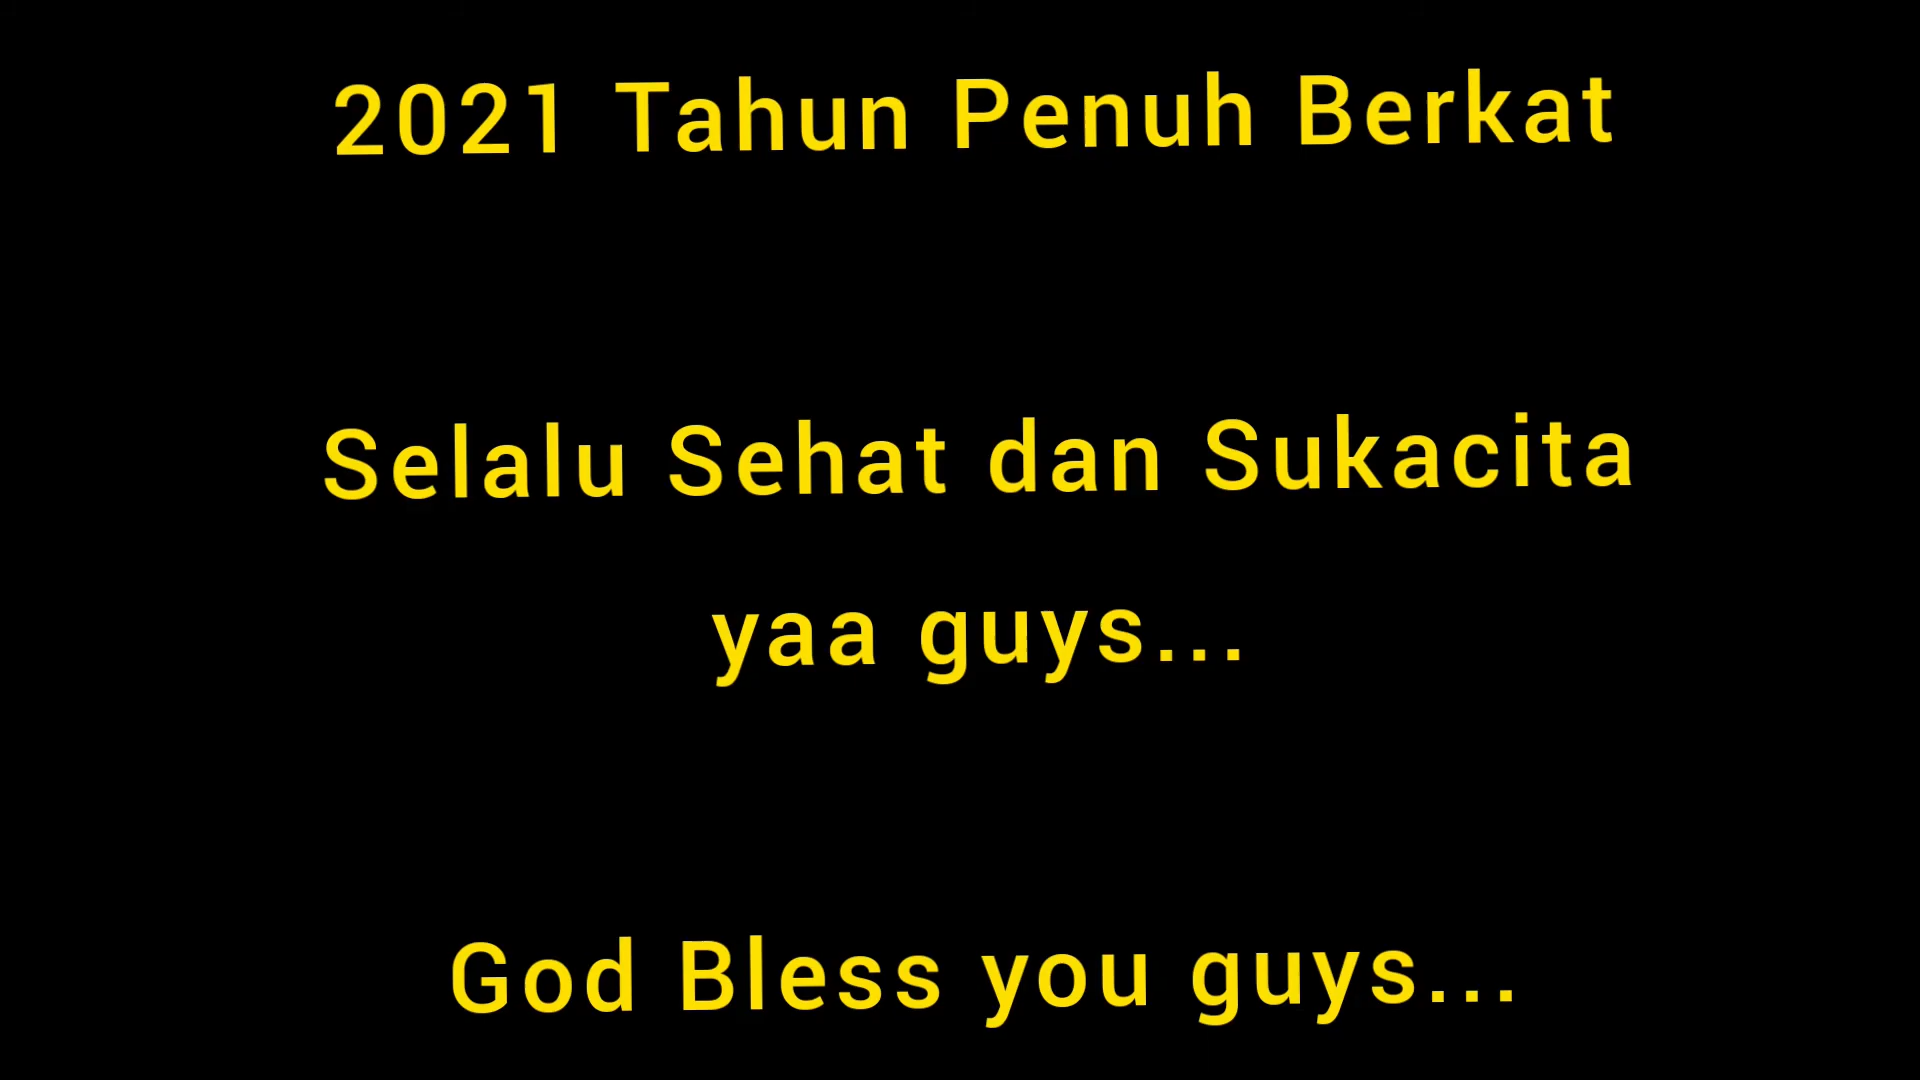 2021 Tahun Penuh Berkat
Selalu Sehat dan Sukacita
yaa guys...
God Bless you guys...